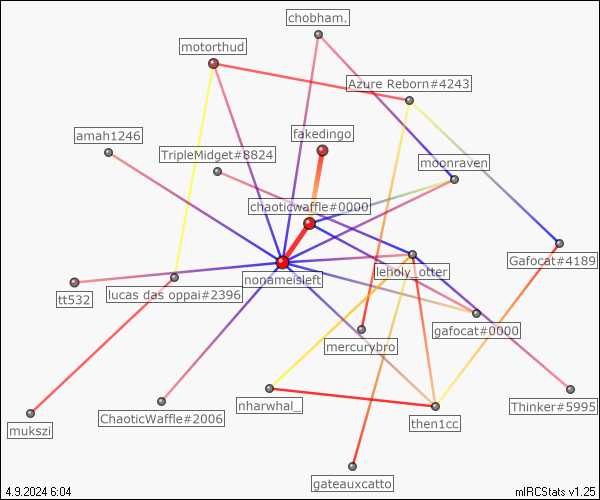 chobham.
motorthud
Azure Reborn#4243
fakedingo
amah1246
TripleMidget#8824
moonraven
chaoticwaffle#0000
Gafocat#4189
leholy_otter
nonameisleft
lucas das oppai#2396
tt532
gafocat#0000
mercurybro
nharwhal_
Thinker#5995
ChaoticWaffle#2006
then1cc
mukszi
gateauxcatto
4.9.2024 6:04
mIRCStats v1.25